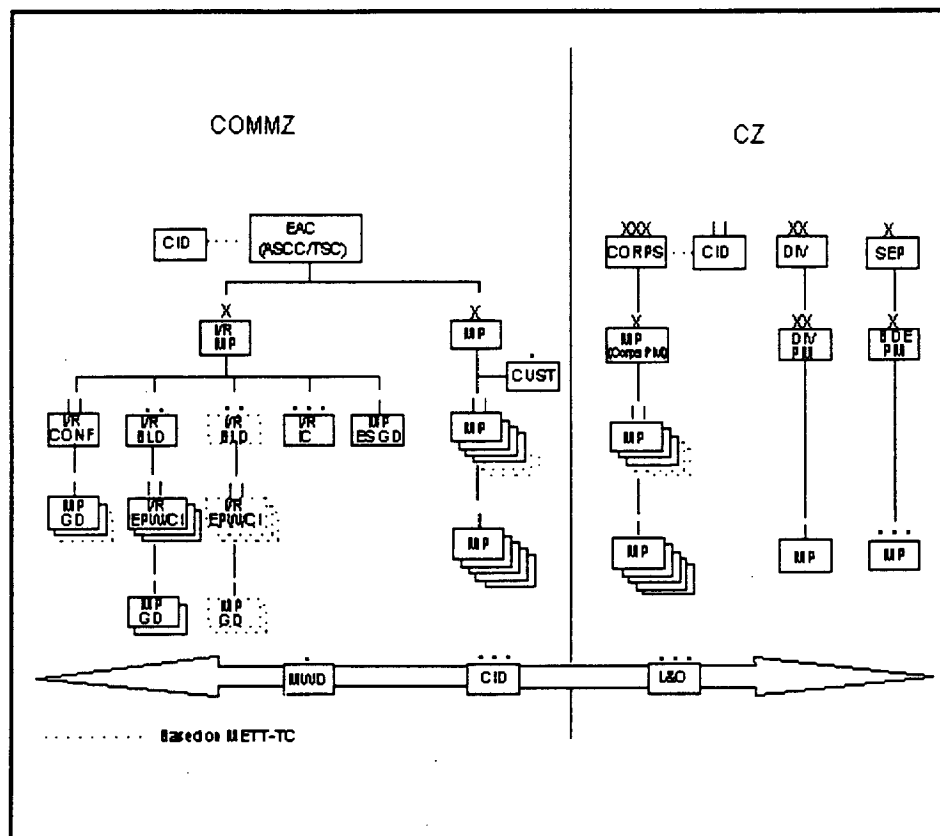 COMMZ
CZ
EAC
(ASCC/TSC)
CID
XXX
CORPS
I I
CID
XX
DIV
X
SEP
X
I/R
MP
X
MP
CUST
X
MP
(Corps PM)
XX
DIV
PM
X
BDE
PM
I/R
CONF
I/R
BLD
I/R
BLD
I/R
IC
MP
ESGD
MP
MP
MP
GD
I/R
EPW/CI
I/R
EPW/CI
MP
MP
MP
MP
MP
GD
MP
GD
MWD
CID
L&O
Based on METT-TC